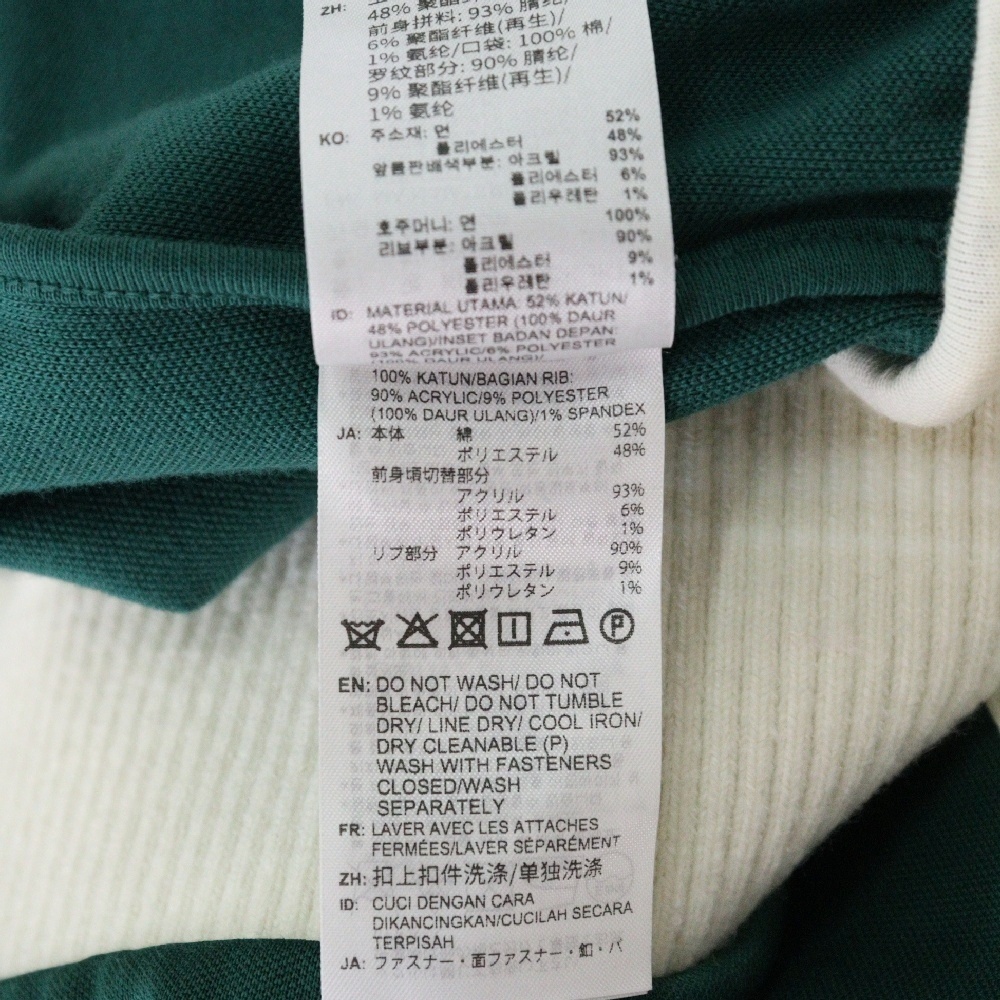 ZH:
48% 聚酯
前身拼料: 93% 腈纶/
6% 聚酯纤维(再生)/
1% 氨纶/口袋: 100% 棉/
罗纹部分: 90% 腈纶/
9% 聚酯纤维(再生)/
1% 氨纶
KO: 주소재: 면 52%
폴리에스터 48%
앞몸판배색부분: 아크릴 93%
폴리에스터 6%
폴리우레탄 1%
호주머니: 면 100%
리브부분: 아크릴 90%
폴리에스터 9%
폴리우레탄 1%
ID: MATERIAL UTAMA: 52% KATUN/
48% POLYESTER (100% DAUR
ULANG)/INSET BADAN DEPAN:
93% ACRYLIC/6% POLYESTER
(100% DAUR ULANG)/
100% KATUN/BAGIAN RIB:
90% ACRYLIC/9% POLYESTER
(100% DAUR ULANG)/1% SPANDEX
JA: 本体 綿 52%
ポリエステル 48%
前身頃切替部分
アクリル 93%
ポリエステル 6%
ポリウレタン 1%
リブ部分 アクリル 90%
ポリエステル 9%
ポリウレタン 1%
P
EN: DO NOT WASH/ DO NOT
BLEACH/ DO NOT TUMBLE
DRY/ LINE DRY/ COOL IRON/
DRY CLEANABLE (P)
WASH WITH FASTENERS
CLOSED/WASH
SEPARATELY
FR: LAVER AVEC LES ATTACHES
FERMÉES/LAVER SÉPARÉMENT
ZH: 扣上扣件洗涤/单独洗涤
ID: CUCI DENGAN CARA
DIKANCINGKAN/CUCILAH SECARA
TERPISAH
JA: ファスナー・面ファスナー・釦・パ